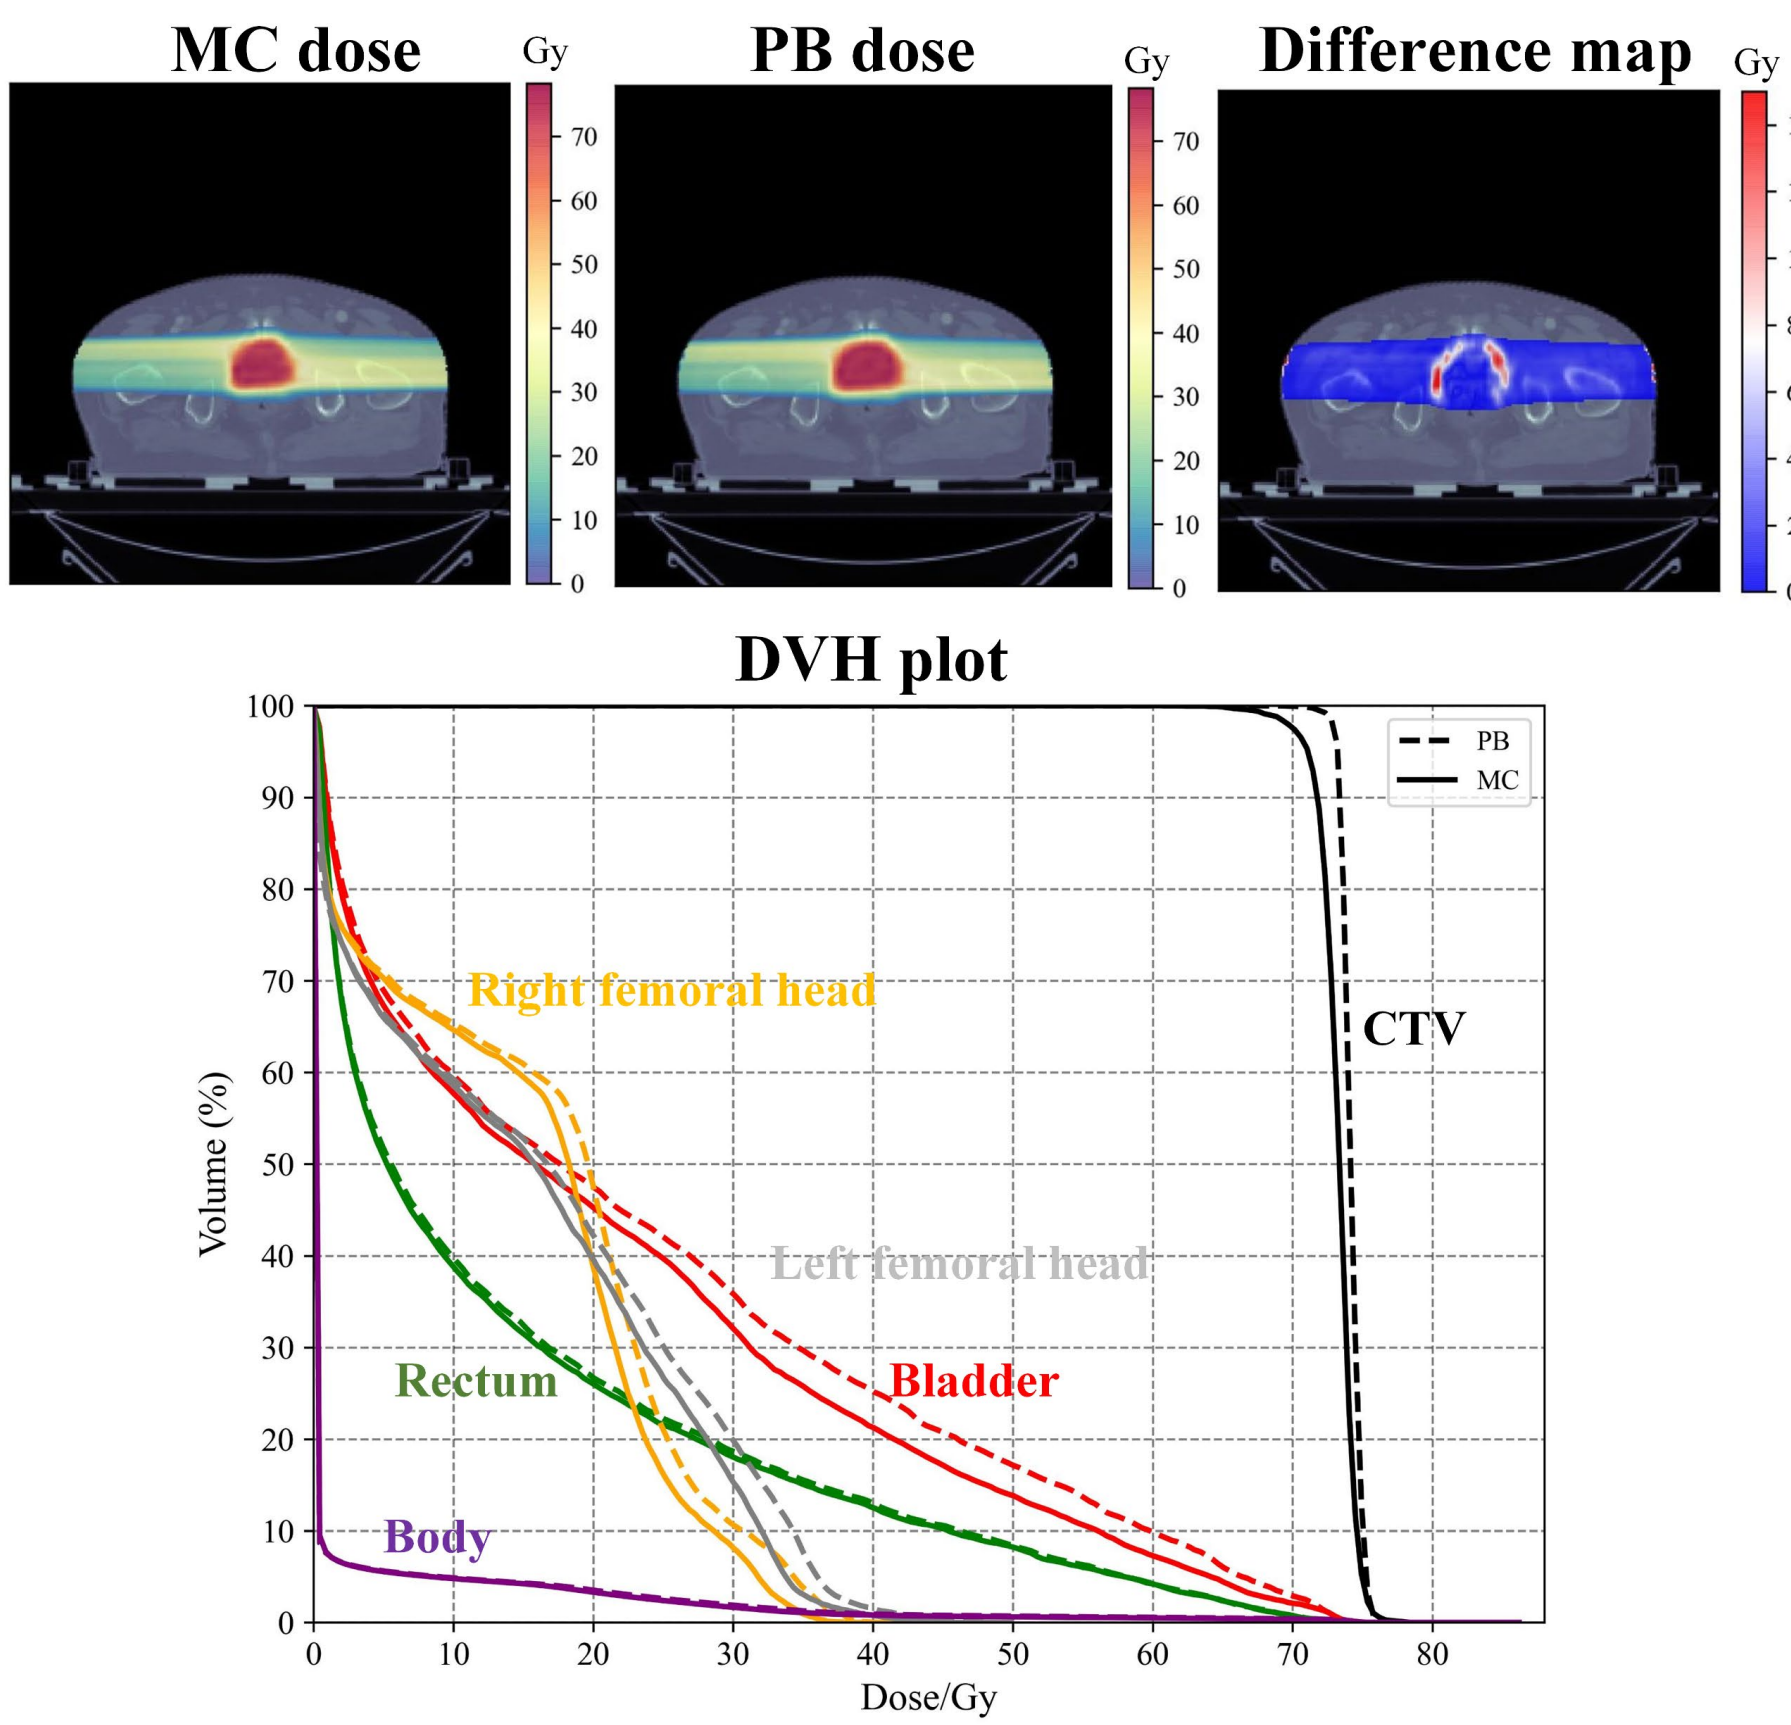 MC dose
Gy
70
60
50
40
30
20
10
0
PB dose
Gy
70
60
50
40
30
20
10
0
Difference map
Gy
DVH plot
100
90
80
70
60
50
40
30
20
10
0
Volume (%)
PB
MC
Right femoral head
CTV
Left femoral head
Rectum
Bladder
Body
0 10 20 30 40 50 60 70 80
Dose/Gy